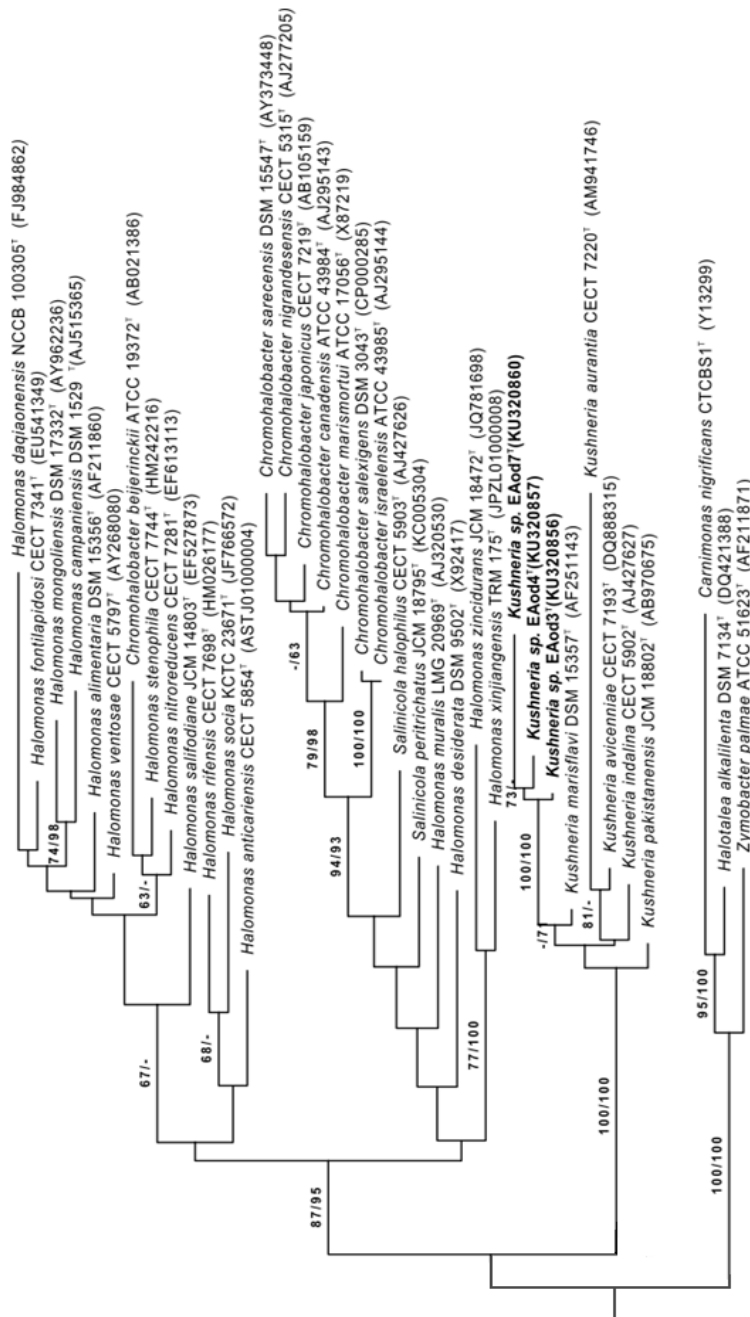 Halomonas daqiaonensis NCCB 100305ᵀ (FJ984862)
Halomonas fontilapidosi CECT 7341ᵀ (EU541349)
Halomonas mongoliensis DSM 17332ᵀ (AY962236)
Halomomas campaniensis DSM 1529 ᵀ(AJ515365)
Halomonas alimentaria DSM 15356ᵀ (AF211860)
Halomonas ventosae CECT 5797ᵀ (AY268080)
Chromohalobacter beijerinckii ATCC 19372ᵀ (AB021386)
Halomonas stenophila CECT 7744ᵀ (HM242216)
Halomonas nitroreducens CECT 7281ᵀ (EF613113)
Halomonas salifodiane JCM 14803ᵀ (EF527873)
Halomonas rifensis CECT 7698ᵀ (HM026177)
Halomonas socia KCTC 23671ᵀ (JF766572)
Halomonas anticariensis CECT 5854ᵀ (ASTJ01000004)
Chromohalobacter sarecensis DSM 15547ᵀ (AY373448)
Chromohalobacter nigrandesensis CECT 5315ᵀ (AJ277205)
Chromohalobacter japonicus CECT 7219ᵀ (AB105159)
Chromohalobacter canadensis ATCC 43984ᵀ (AJ295143)
Chromohalobacter marismortui ATCC 17056ᵀ (X87219)
Chromohalobacter salexigens DSM 3043ᵀ (CP000285)
Chromohalobacter israelensis ATCC 43985ᵀ (AJ295144)
Salinicola halophilus CECT 5903ᵀ (AJ427626)
Salinicola peritrichatus JCM 18795ᵀ (KC005304)
Halomonas muralis LMG 20969ᵀ (AJ320530)
Halomonas desiderata DSM 9502ᵀ (X92417)
Halomonas zincidurans JCM 18472ᵀ (JQ781698)
Halomonas xinjiangensis TRM 175ᵀ (JPZL01000008)
Kushneria sp. EAod7ᵀ(KU320860)
Kushneria sp. EAod4ᵀ(KU320857)
Kushneria sp. EAod3ᵀ(KU320856)
Kushneria marisflavi DSM 15357ᵀ (AF251143)
Kushneria aurantia CECT 7220ᵀ (AM941746)
Kushneria avicenniae CECT 7193ᵀ (DQ888315)
Kushneria indalina CECT 5902ᵀ (AJ427627)
Kushneria pakistanensis JCM 18802ᵀ (AB970675)
Carnimonas nigrificans CTCBS1ᵀ (Y13299)
Halotalea alkalilenta DSM 7134ᵀ (DQ421388)
Zymobacter palmae ATCC 51623ᵀ (AF211871)
74/98
63/-
67/-
68/-
-/63
79/98
100/100
94/93
77/100
87/95
73/-
100/100
-/71
81/-
100/100
95/100
100/100